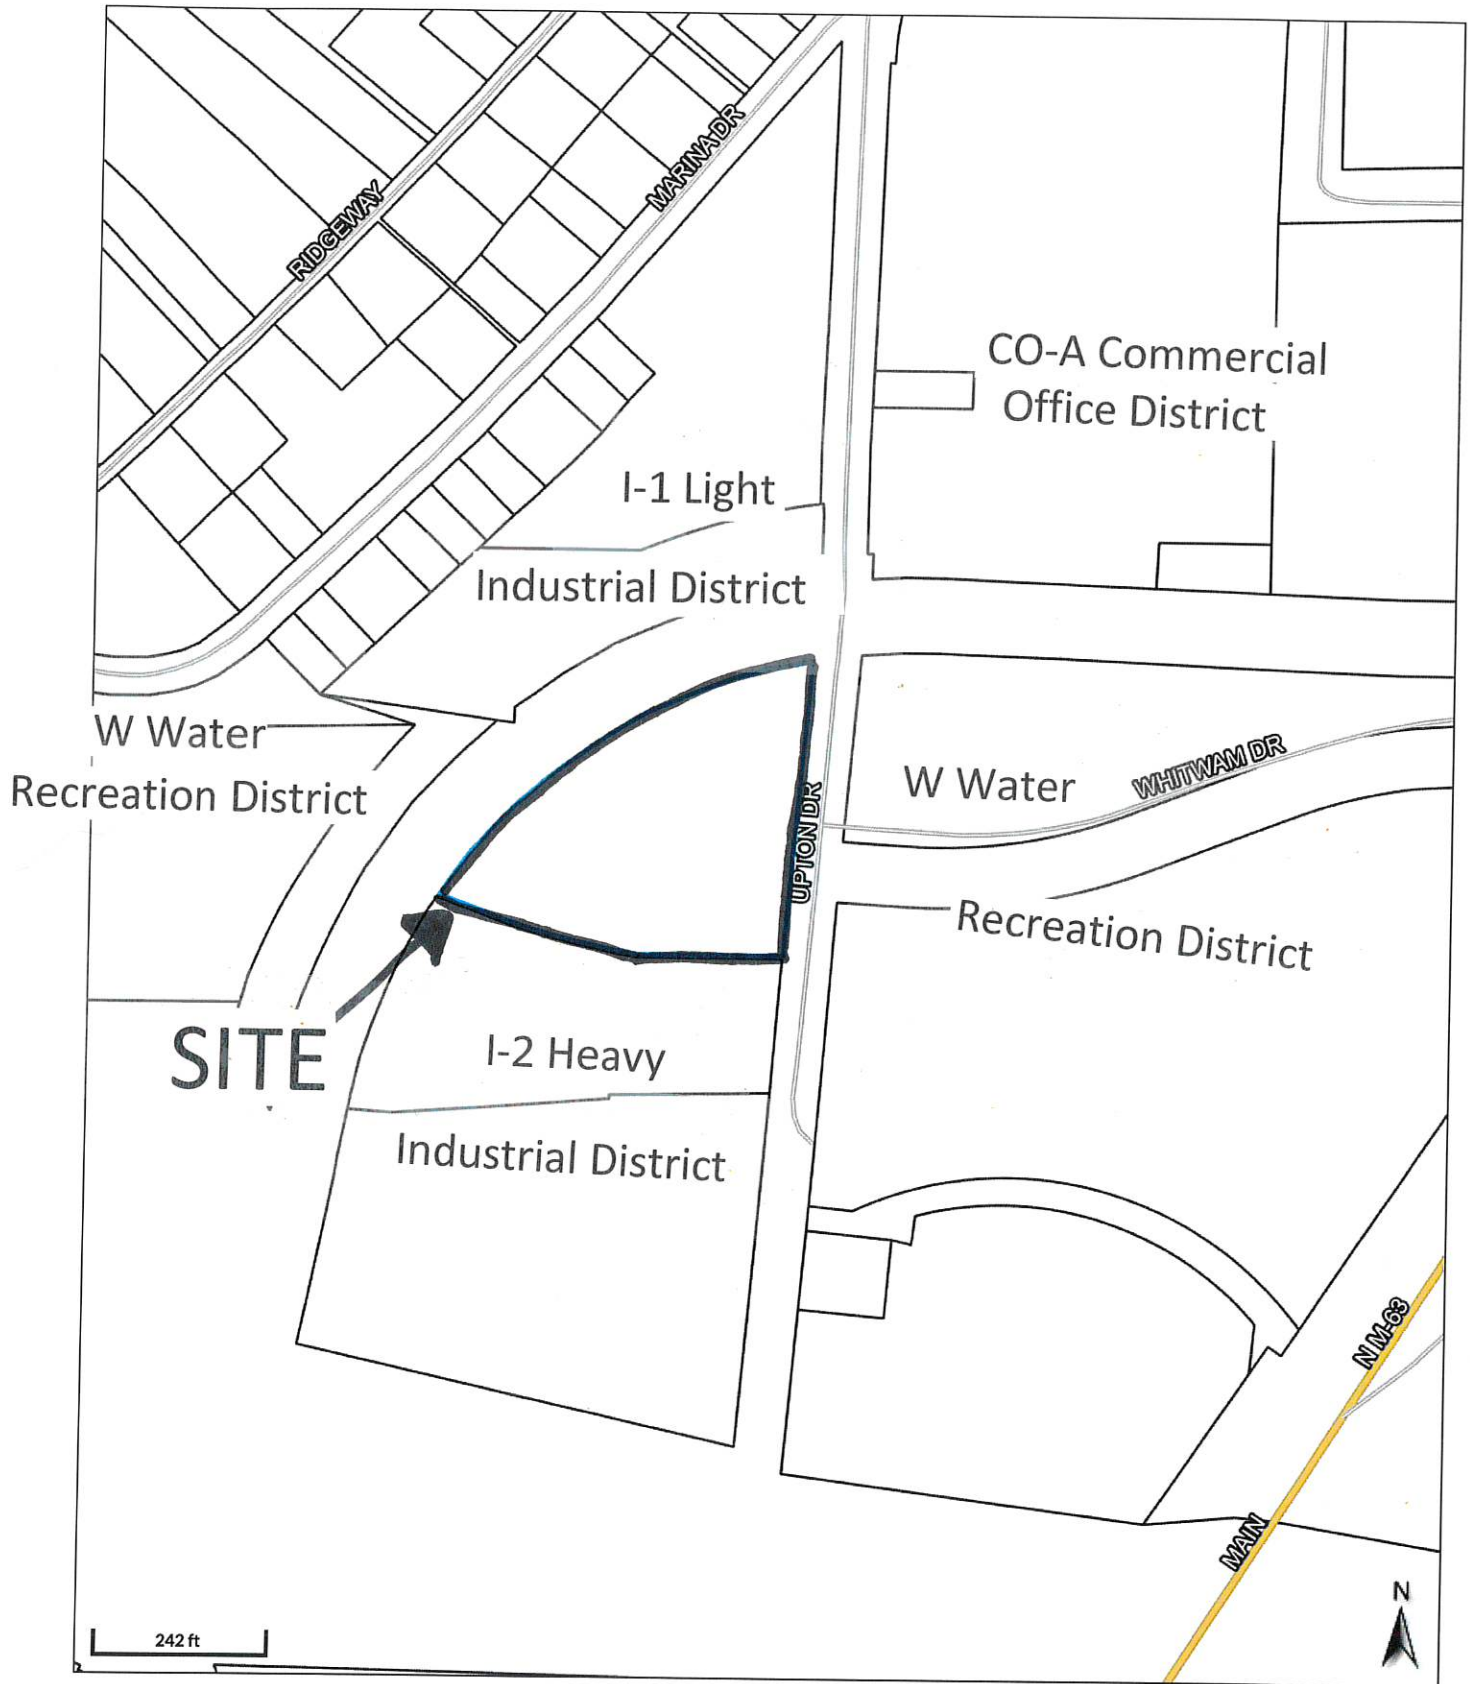 RIDGEWAY
MARINA DR
CO-A Commercial
Office District
I-1 Light
Industrial District
W Water
Recreation District
W Water
WHITWAM DR
UPTON DR
Recreation District
SITE
I-2 Heavy
Industrial District
N M-63
MAIN
N
242 ft